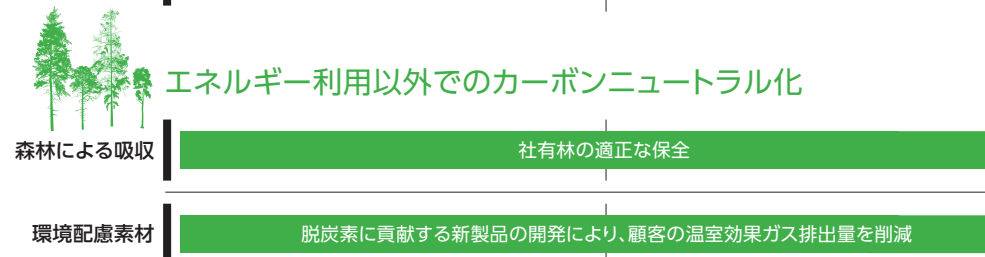 エネルギー利用以外でのカーボンニュートラル化
森林による吸収
社有林の適正な保全
環境配慮素材
脱炭素に貢献する新製品の開発により、顧客の温室効果ガス排出量を削減